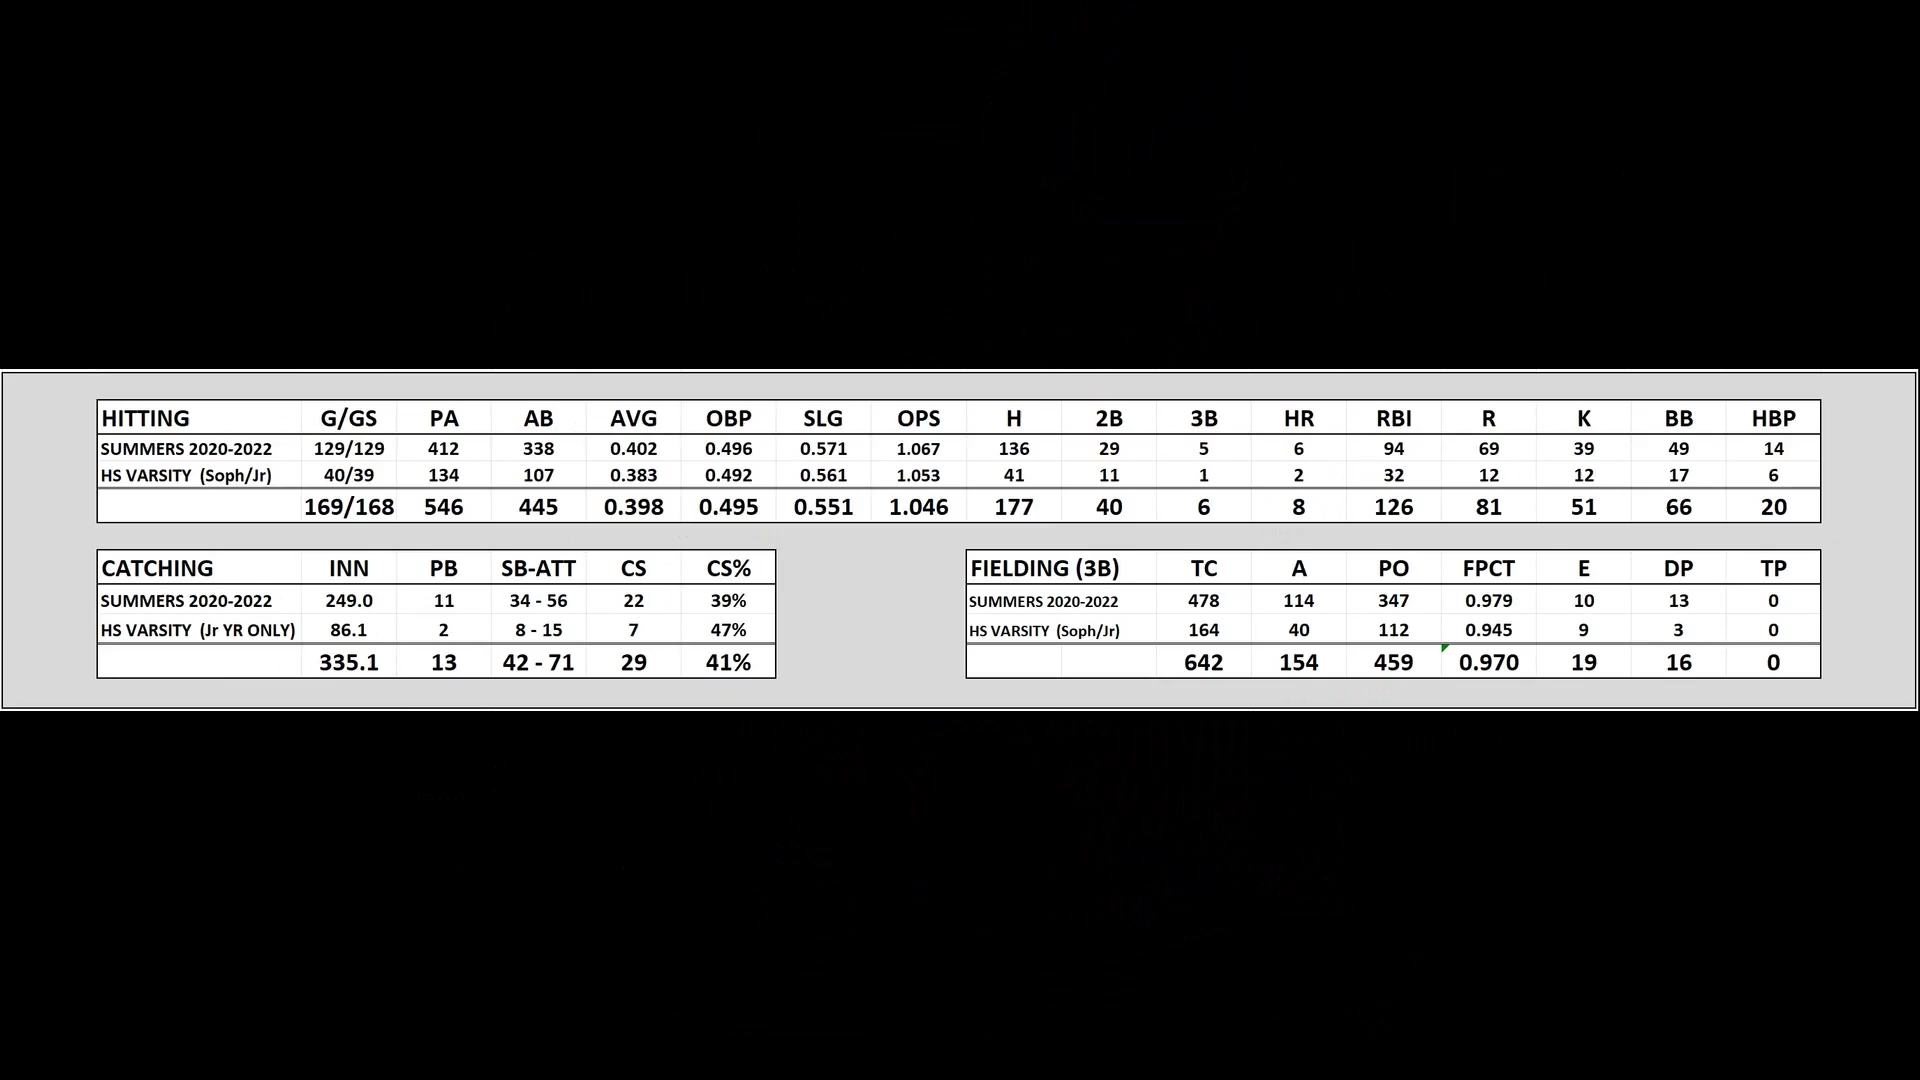 HITTING G/GS PA AB AVG OBP SLG OPS H 2B 3B HR RBI R K BB HBP
SUMMERS 2020-2022 129/129 412 338 0.402 0.496 0.571 1.067 136 29 5 6 94 69 39 49 14
HS VARSITY (Soph/Jr) 40/39 134 107 0.383 0.492 0.561 1.053 41 11 1 2 32 12 12 17 6
169/168 546 445 0.398 0.495 0.551 1.046 177 40 6 8 126 81 51 66 20
CATCHING INN PB SB-ATT CS CS%
SUMMERS 2020-2022 249.0 11 34 - 56 22 39%
HS VARSITY (Jr YR ONLY) 86.1 2 8 - 15 7 47%
335.1 13 42 - 71 29 41%
FIELDING (3B) TC A PO FPCT E DP TP
SUMMERS 2020-2022 478 114 347 0.979 10 13 0
HS VARSITY (Soph/Jr) 164 40 112 0.945 9 3 0
642 154 459 0.970 19 16 0